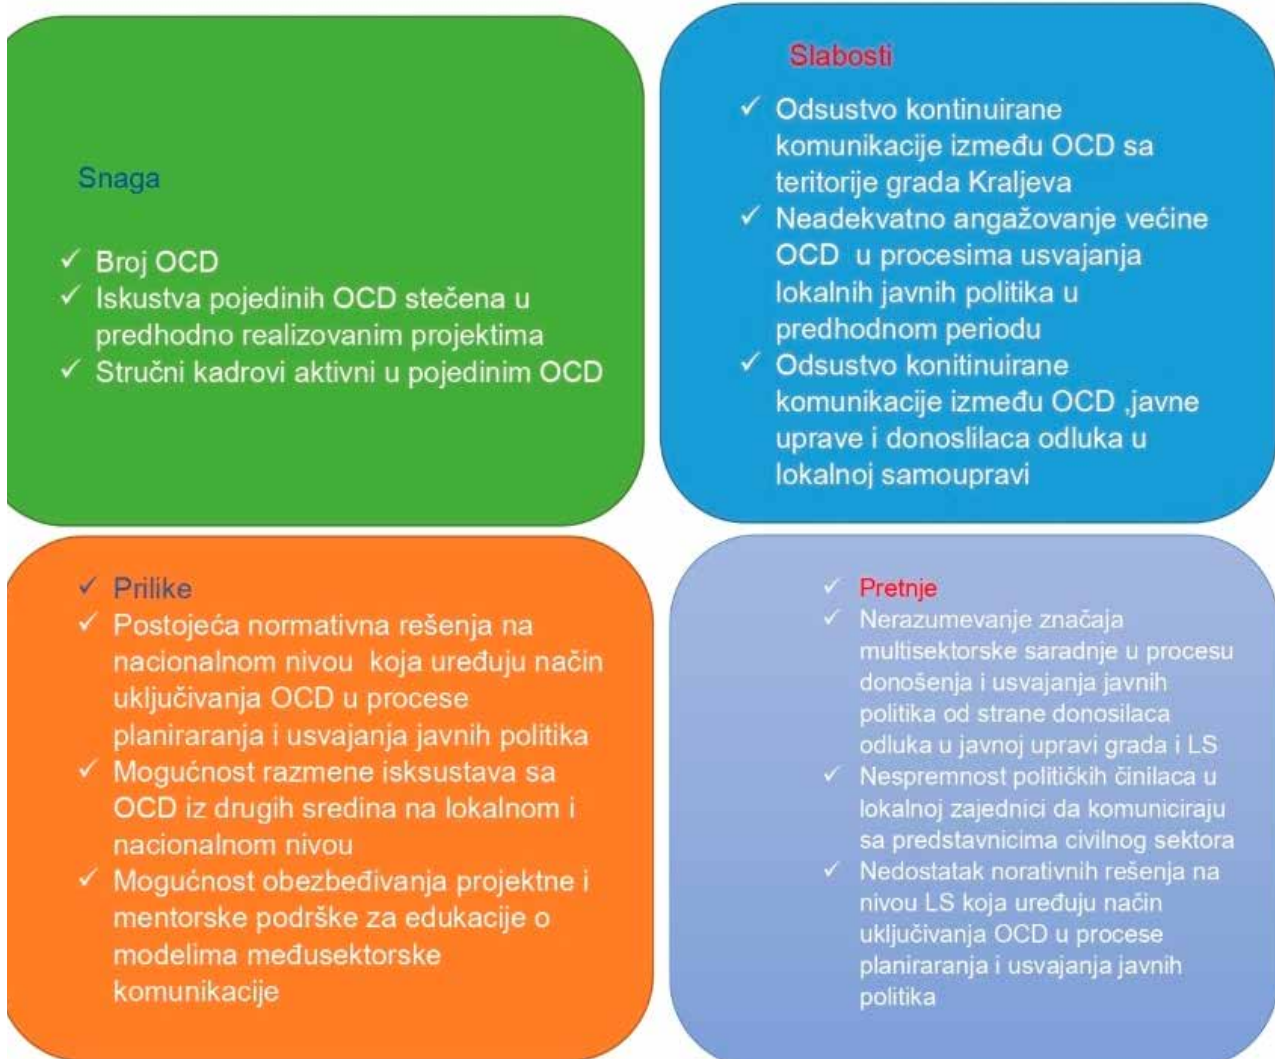 Snaga
✓ Broj OCD
✓ Iskustva pojedinih OCD stečena u
predhodno realizovanim projektima
✓ Stručni kadrovi aktivni u pojedinim OCD
Slabosti
✓ Odsustvo kontinuirane
komunikacije između OCD sa
teritorije grada Kraljeva
✓ Neadekvatno angažovanje većine
OCD u procesima usvajanja
lokalnih javnih politika u
predhodnom periodu
✓ Odsustvo konitinuirane
komunikacije između OCD ,javne
uprave i donoslilaca odluka u
lokalnoj samoupravi
✓ Prilike
✓ Postojeća normativna rešenja na
nacionalnom nivou koja uređuju način
uključivanja OCD u procese
planiraranja i usvajanja javnih politika
✓ Mogućnost razmene isksustava sa
OCD iz drugih sredina na lokalnom i
nacionalnom nivou
✓ Mogućnost obezbeđivanja projektne i
mentorske podrške za edukacije o
modelima međusektorske
komunikacije
✓ Pretnje
✓ Nerazumevanje značaja
multisektorske saradnje u procesu
donošenja i usvajanja javnih
politika od strane donosilaca
odluka u javnoj upravi grada i LS
✓ Nespremnost političkih činilaca u
lokalnoj zajednici da komuniciraju
sa predstavnicima civilnog sektora
✓ Nedostatak norativnih rešenja na
nivou LS koja uređuju način
uključivanja OCD u procese
planiraranja i usvajanja javnih
politika